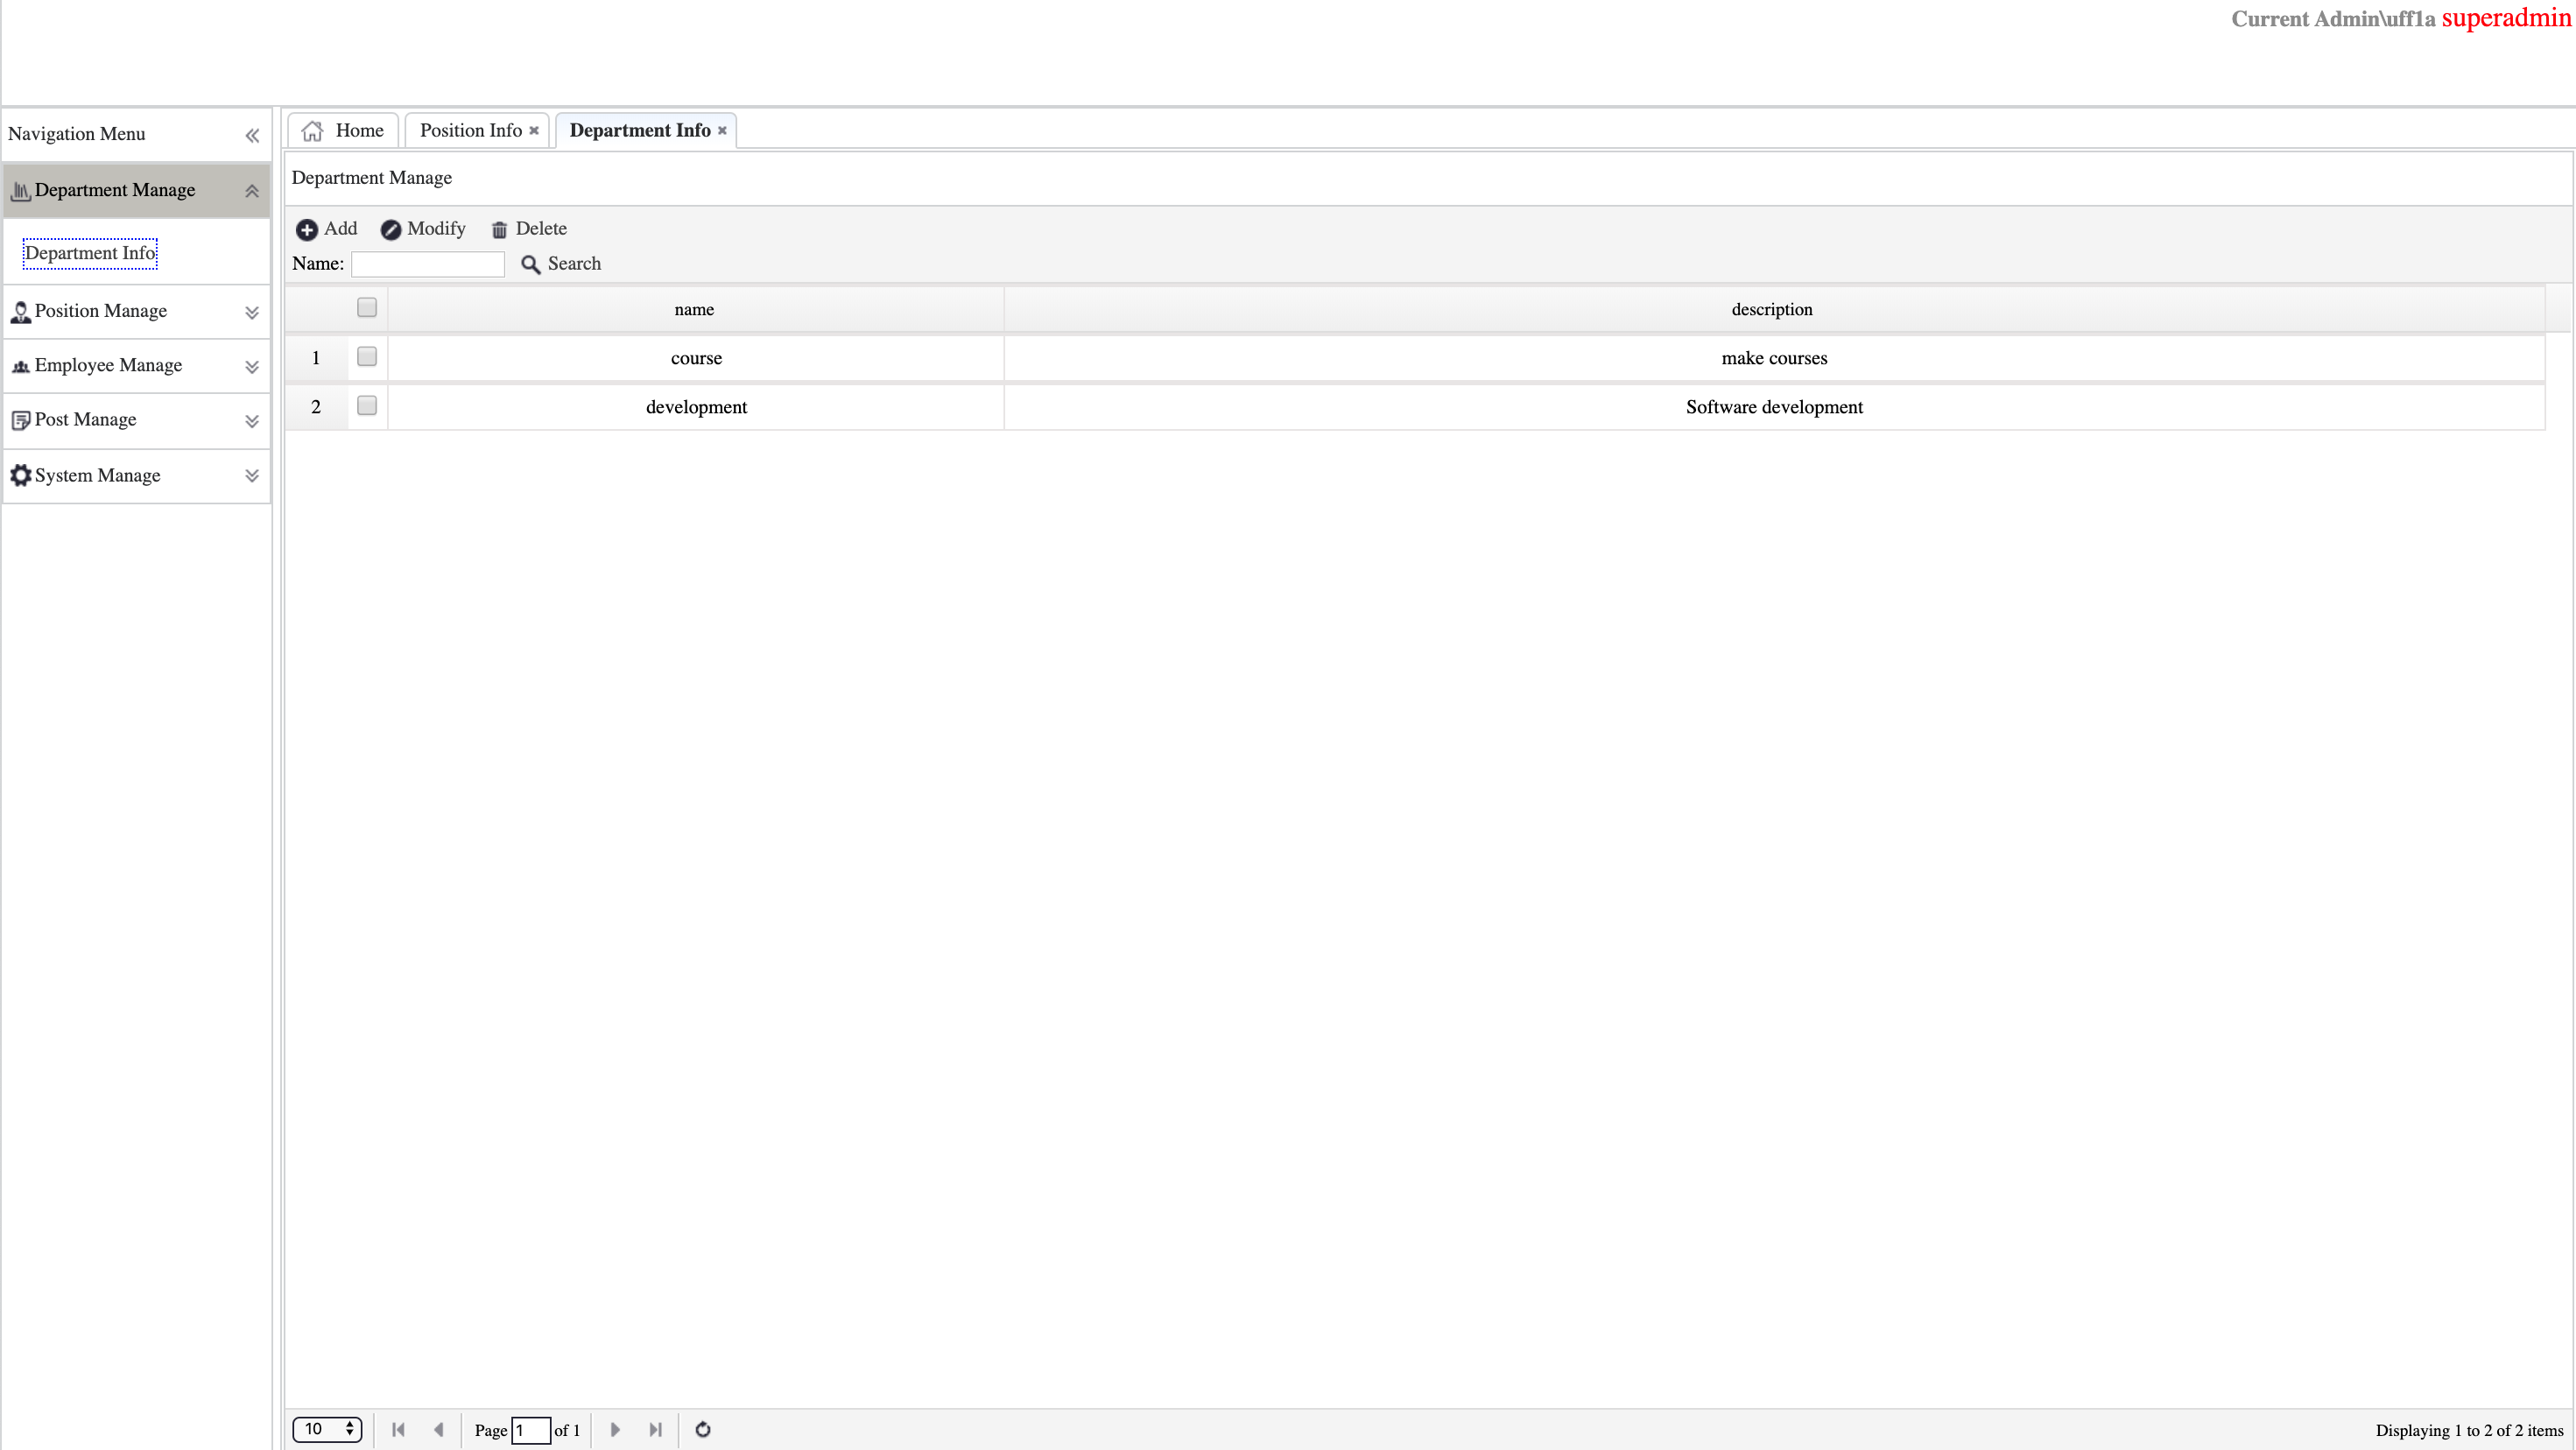 Current Admin\uff1a superadmin
Navigation Menu
Home
Position Info
Department Info
Department Manage
Department Info
Position Manage
Employee Manage
Post Manage
System Manage
Department Manage
Add Modify Delete
Name: Search
name description
1 course make courses
2 development Software development
10 Page 1 of 1 Displaying 1 to 2 of 2 items